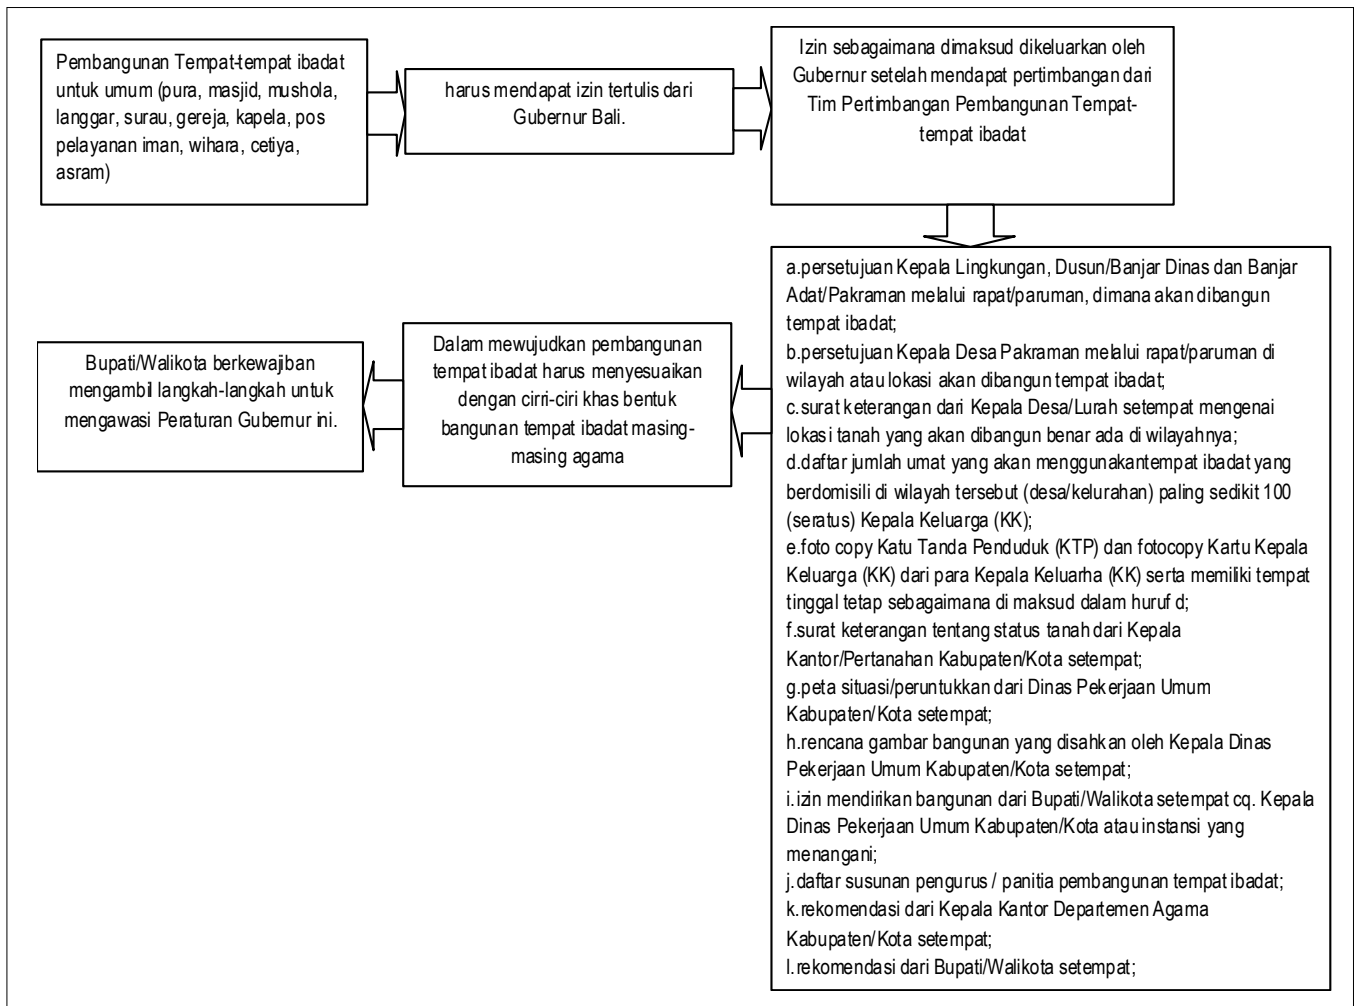 Pembangunan Tempat-tempat ibadat
untuk umum (pura, masjid, mushola,
langgar, surau, gereja, kapela, pos
pelayanan iman, wihara, cetiya,
asram)
harus mendapat izin tertulis dari
Gubernur Bali.
Izin sebagaimana dimaksud dikeluarkan oleh
Gubernur setelah mendapat pertimbangan dari
Tim Pertimbangan Pembangunan Tempat-
tempat ibadat
a.persetujuan Kepala Lingkungan, Dusun/Banjar Dinas dan Banjar
Adat/Pakraman melalui rapat/paruman, dimana akan dibangun
tempat ibadat;
b.persetujuan Kepala Desa Pakraman melalui rapat/paruman di
wilayah atau lokasi akan dibangun tempat ibadat;
c.surat keterangan dari Kepala Desa/Lurah setempat mengenai
lokasi tanah yang akan dibangun benar ada di wilayahnya;
d.daftar jumlah umat yang akan menggunakantempat ibadat yang
berdomisili di wilayah tersebut (desa/kelurahan) paling sedikit 100
(seratus) Kepala Keluarga (KK);
e.foto copy Katu Tanda Penduduk (KTP) dan fotocopy Kartu Kepala
Keluarga (KK) dari para Kepala Keluarha (KK) serta memiliki tempat
tinggal tetap sebagaimana di maksud dalam huruf d;
f.surat keterangan tentang status tanah dari Kepala
Kantor/Pertanahan Kabupaten/Kota setempat;
g.peta situasi/peruntukkan dari Dinas Pekerjaan Umum
Kabupaten/Kota setempat;
h.rencana gambar bangunan yang disahkan oleh Kepala Dinas
Pekerjaan Umum Kabupaten/Kota setempat;
i.izin mendirikan bangunan dari Bupati/Walikota setempat cq. Kepala
Dinas Pekerjaan Umum Kabupaten/Kota atau instansi yang
menangani;
j.daftar susunan pengurus / panitia pembangunan tempat ibadat;
k.rekomendasi dari Kepala Kantor Departemen Agama
Kabupaten/Kota setempat;
l.rekomendasi dari Bupati/Walikota setempat;
Dalam mewujudkan pembangunan
tempat ibadat harus menyesuaikan
dengan cirri-ciri khas bentuk
bangunan tempat ibadat masing-
masing agama
Bupati/Walikota berkewajiban
mengambil langkah-langkah untuk
mengawasi Peraturan Gubernur ini.